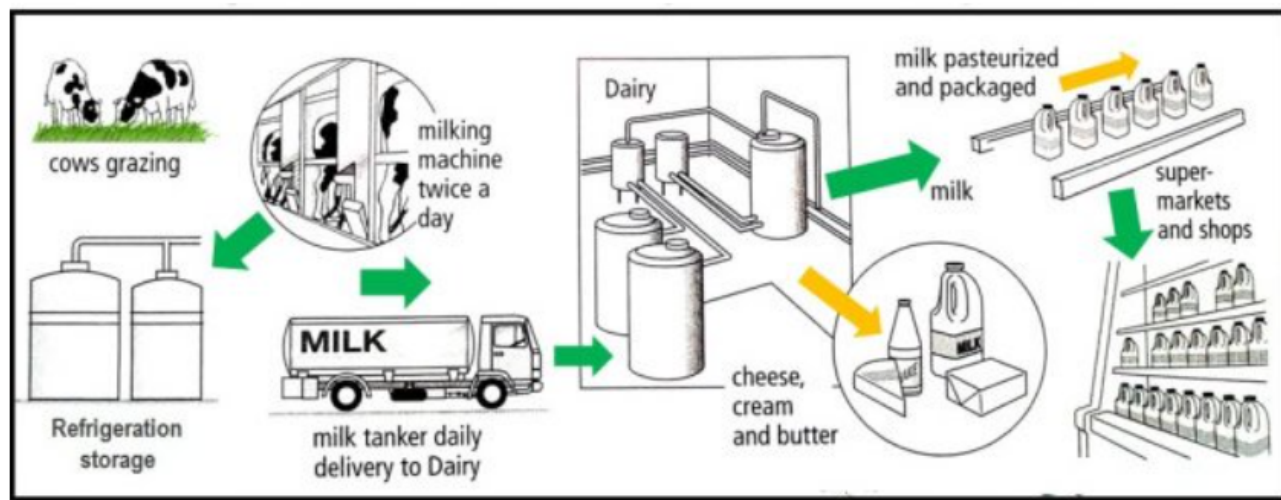 cows grazing
milking
machine
twice a
day
Refrigeration
storage
MILK
milk tanker daily
delivery to Dairy
Dairy
milk pasteurized
and packaged
milk
super-
markets
and shops
cheese,
cream
and butter
MILK